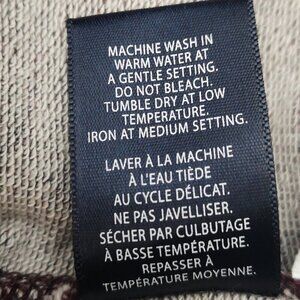 MACHINE WASH IN
WARM WATER AT
A GENTLE SETTING.
DO NOT BLEACH.
TUMBLE DRY AT LOW
TEMPERATURE.
IRON AT MEDIUM SETTING.
LAVER À LA MACHINE
À L'EAU TIÈDE
AU CYCLE DÉLICAT.
NE PAS JAVELLISER.
SÉCHER PAR CULBUTAGE
À BASSE TEMPÉRATURE.
REPASSER À
TEMPÉRATURE MOYENNE.